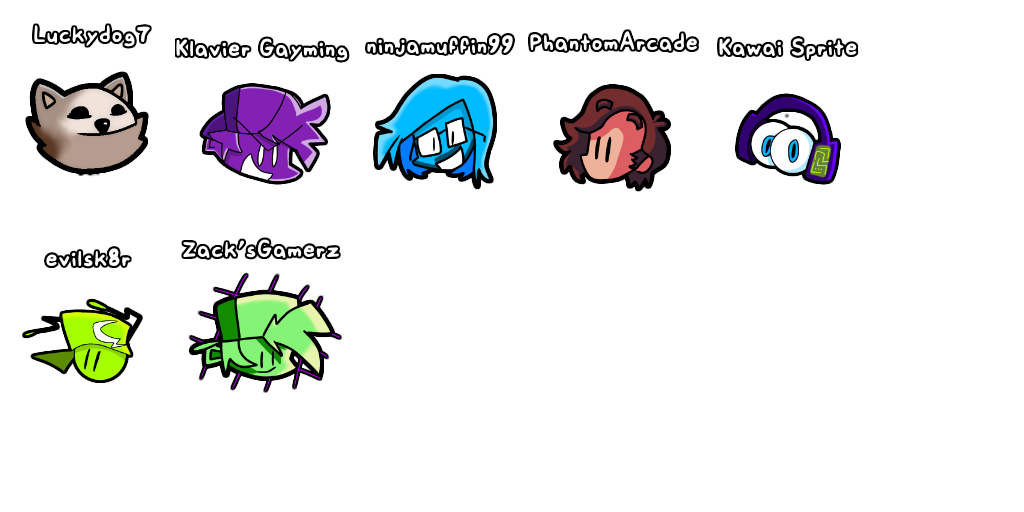 Luckydog7
Klavier Gayming
ninjamuffin99
PhantomArcade
Kawai Sprite
evilsk8r
Zack'sGamerz